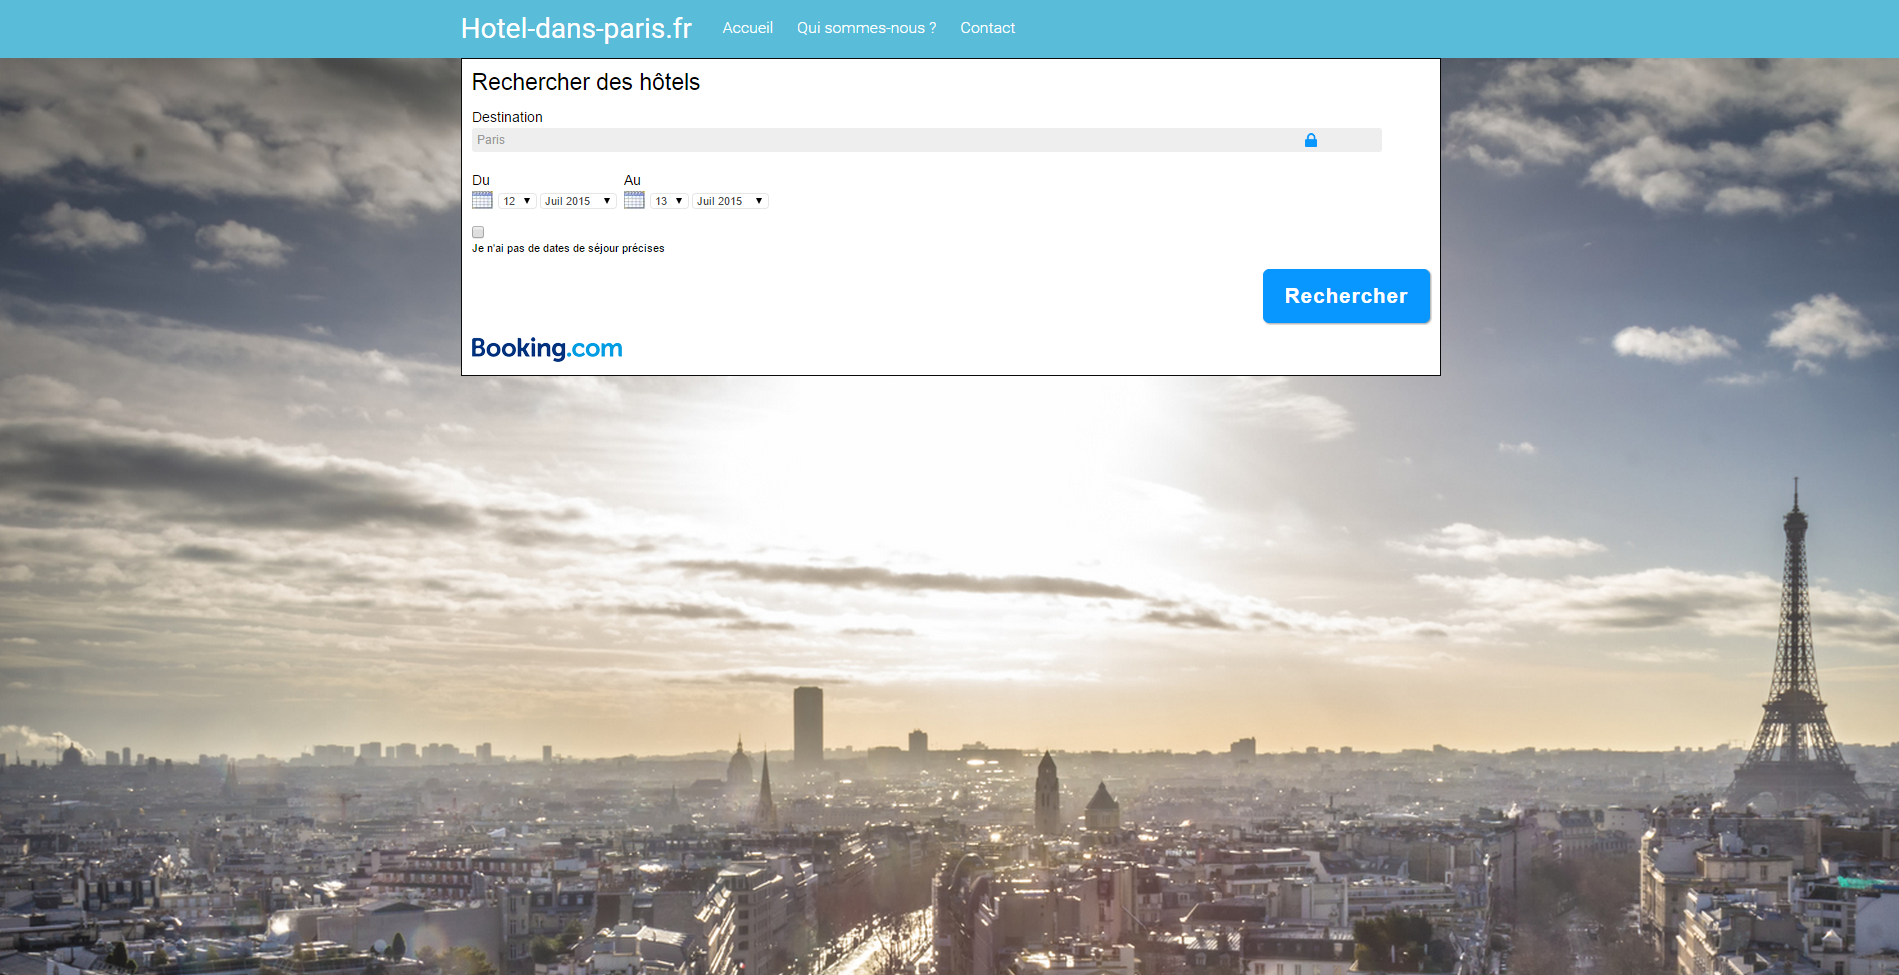 Hotel-dans-paris.fr Accueil Qui sommes-nous ? Contact
Rechercher des hôtels
Destination
Paris
Du Au
12 Juil 2015 13 Juil 2015
Je n'ai pas de dates de séjour précises
Rechercher
Booking.com